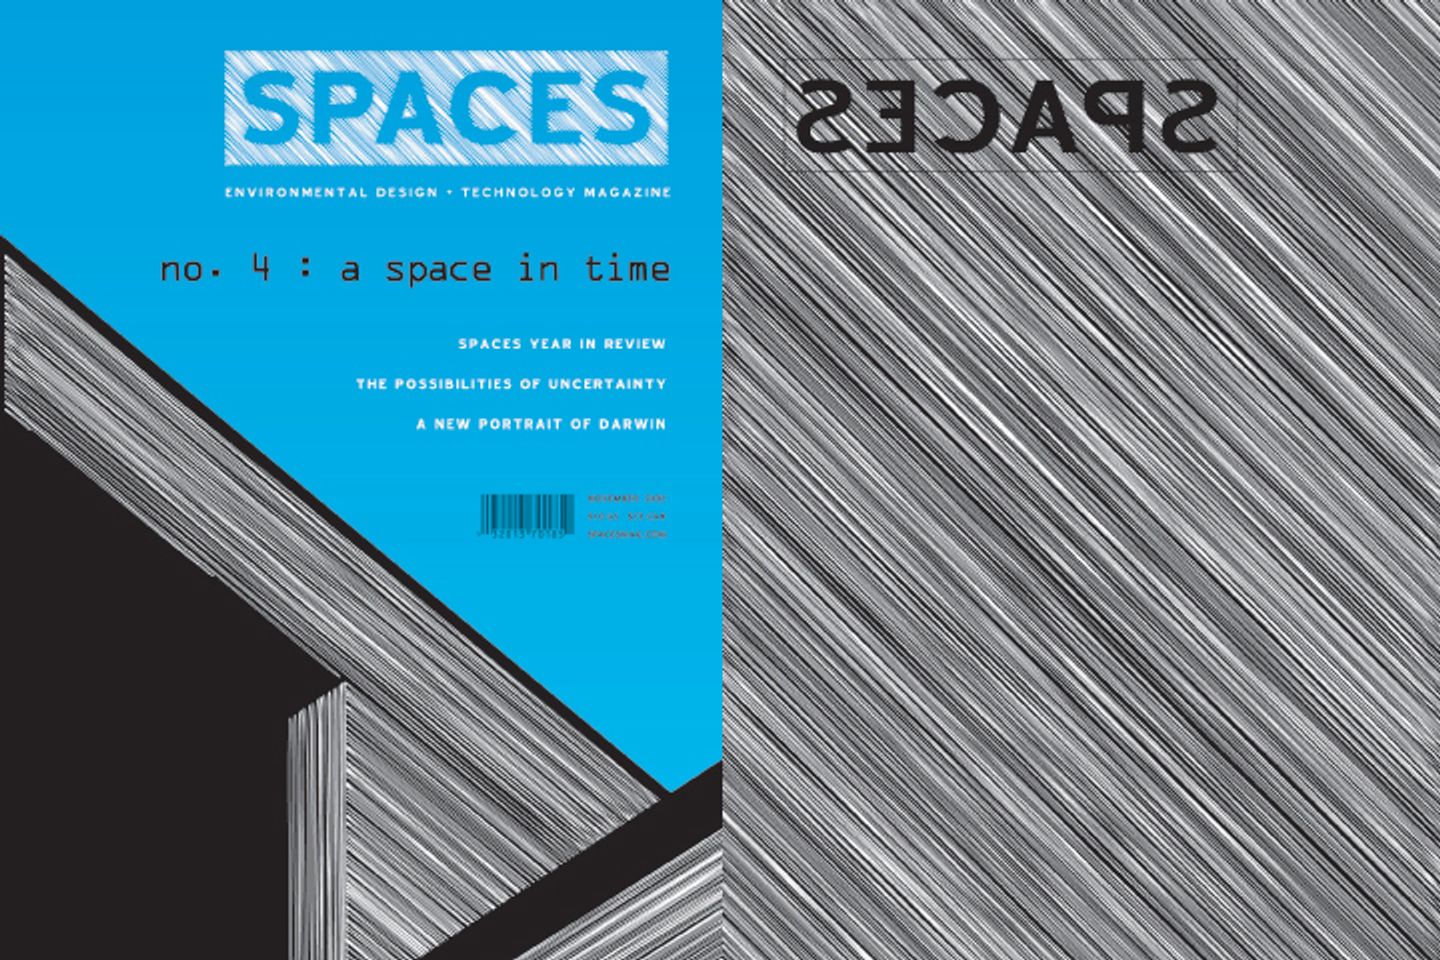 SPACES
ENVIRONMENTAL DESIGN + TECHNOLOGY MAGAZINE
no. 4 : a space in time
SPACES YEAR IN REVIEW
THE POSSIBILITIES OF UNCERTAINTY
A NEW PORTRAIT OF DARWIN
NOVEMBER
SPACES